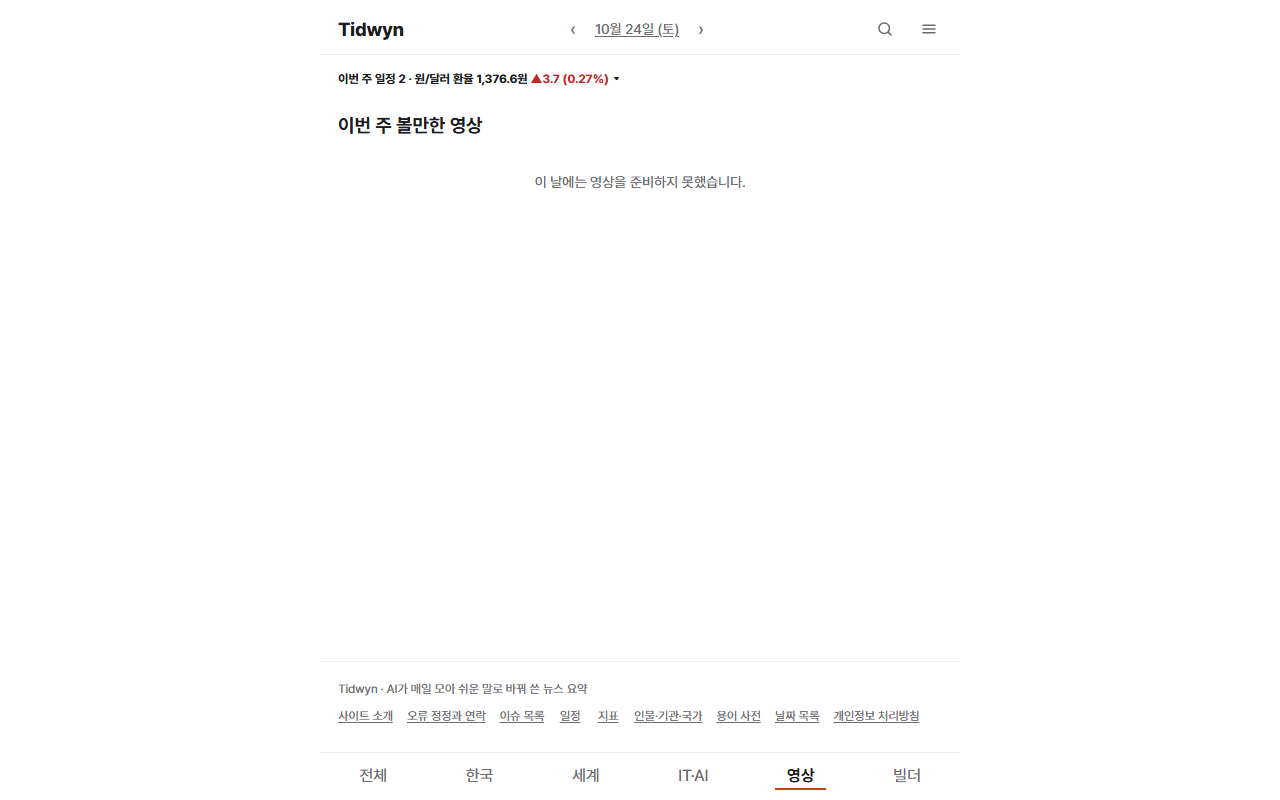 Tidwyn
‹ 10월 24일 (토) ›
이번 주 일정 2 · 원/달러 환율 1,376.6원 ▲3.7 (0.27%) ▾
이번 주 볼만한 영상
이 날에는 영상을 준비하지 못했습니다.
Tidwyn · AI가 매일 모아 쉬운 말로 바꿔 쓴 뉴스 요약
사이트 소개 오류 정정과 연락 이슈 목록 일정 지표 인물·기관·국가 용어 사전 날짜 목록 개인정보 처리방침
전체 한국 세계 IT·AI 영상 빌더